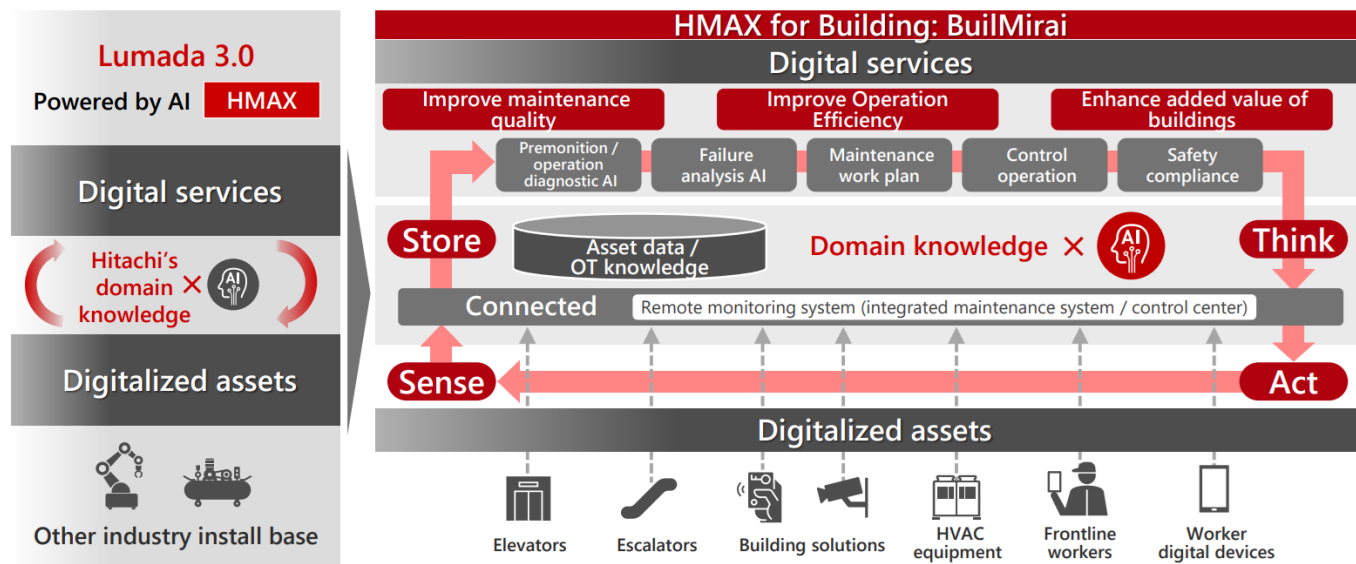 Lumada 3.0
Powered by AI HMAX
Digital services
Hitachi's
domain
knowledge
×
AI
Digitalized assets
Other industry install base
HMAX for Building: BuilMirai
Digital services
Improve maintenance
quality
Improve Operation
Efficiency
Enhance added value of
buildings
Premonition /
operation
diagnostic AI
Failure
analysis AI
Maintenance
work plan
Control
operation
Safety
compliance
Store
Asset data /
OT knowledge
Domain knowledge ×
AI
Think
Connected
Remote monitoring system (integrated maintenance system / control center)
Sense
Act
Digitalized assets
Elevators
Escalators
Building solutions
HVAC
equipment
Frontline
workers
Worker
digital devices